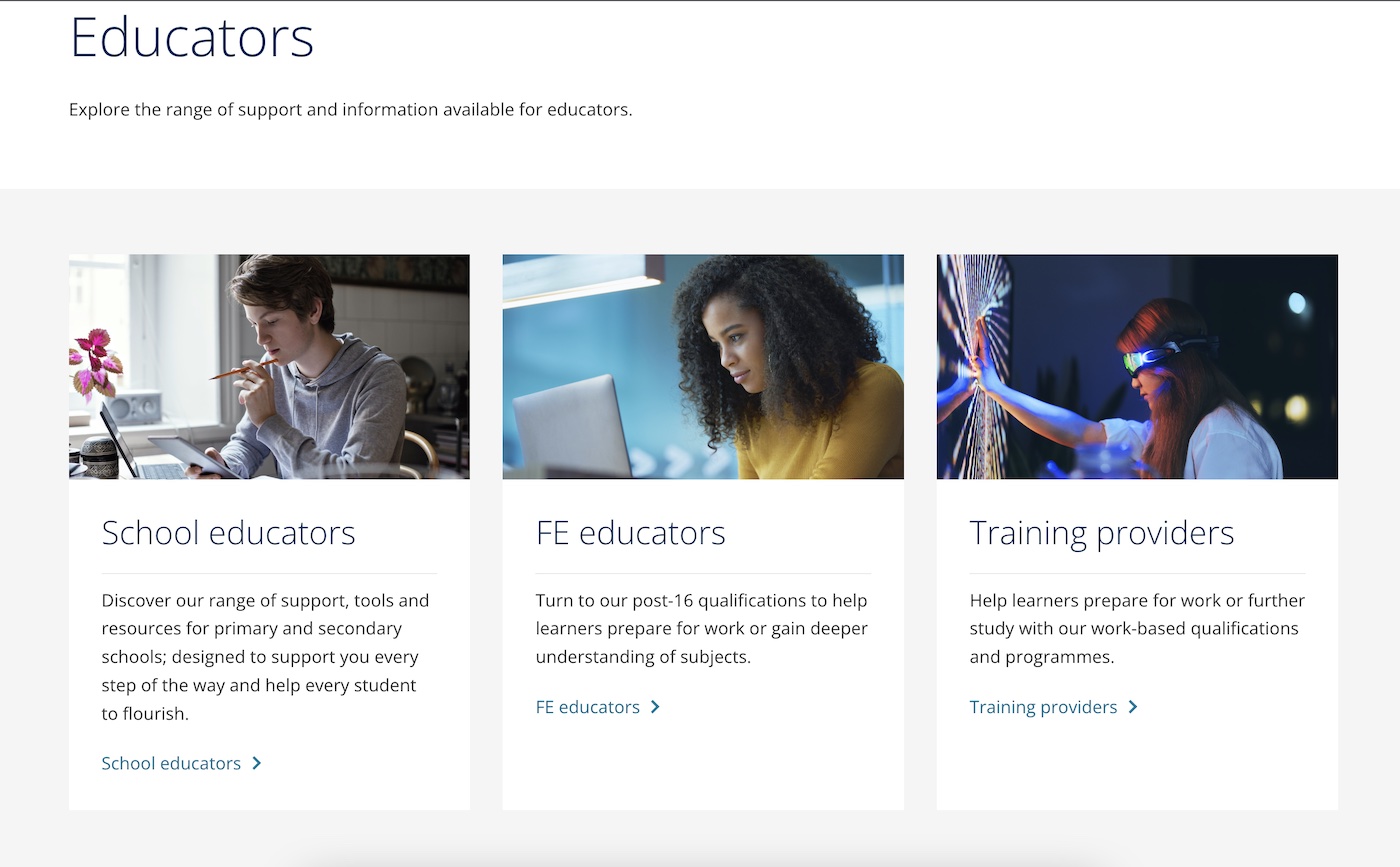 Educators
Explore the range of support and information available for educators.
School educators
Discover our range of support, tools and
resources for primary and secondary
schools; designed to support you every
step of the way and help every student
to flourish.
School educators
FE educators
Turn to our post-16 qualifications to help
learners prepare for work or gain deeper
understanding of subjects.
FE educators
Training providers
Help learners prepare for work or further
study with our work-based qualifications
and programmes.
Training providers